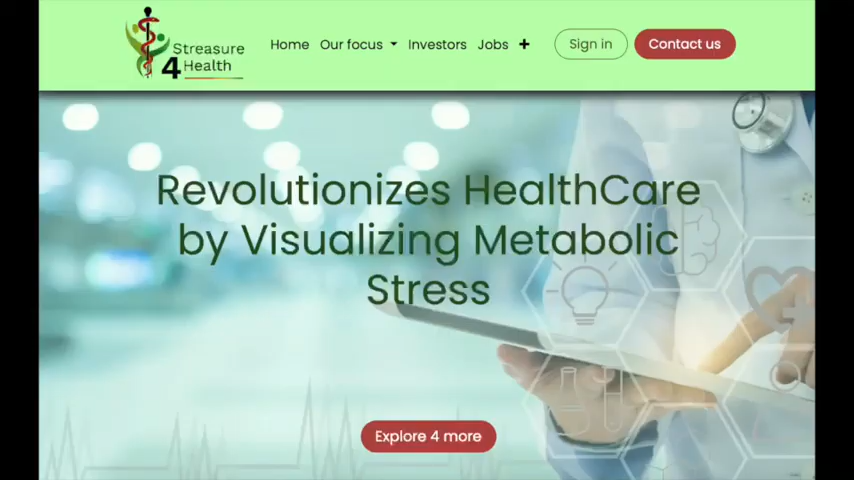 Streasure
4 Health
Home Our focus Investors Jobs + Sign in Contact us
Revolutionizes HealthCare
by Visualizing Metabolic
Stress
Explore 4 more